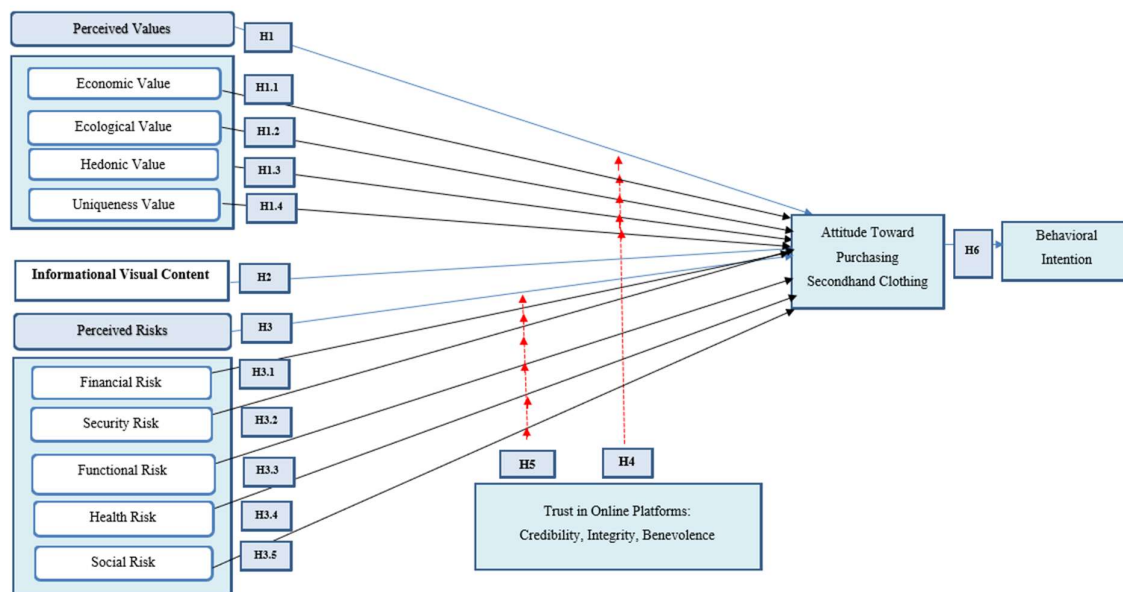 Perceived Values
H1
Economic Value
H1.1
Ecological Value
H1.2
Hedonic Value
H1.3
Uniqueness Value
H1.4
Informational Visual Content
H2
Perceived Risks
H3
Financial Risk
H3.1
Security Risk
H3.2
Functional Risk
H3.3
Health Risk
H3.4
Social Risk
H3.5
H5
H4
Trust in Online Platforms:
Credibility, Integrity, Benevolence
Attitude Toward
Purchasing
Secondhand Clothing
H6
Behavioral
Intention